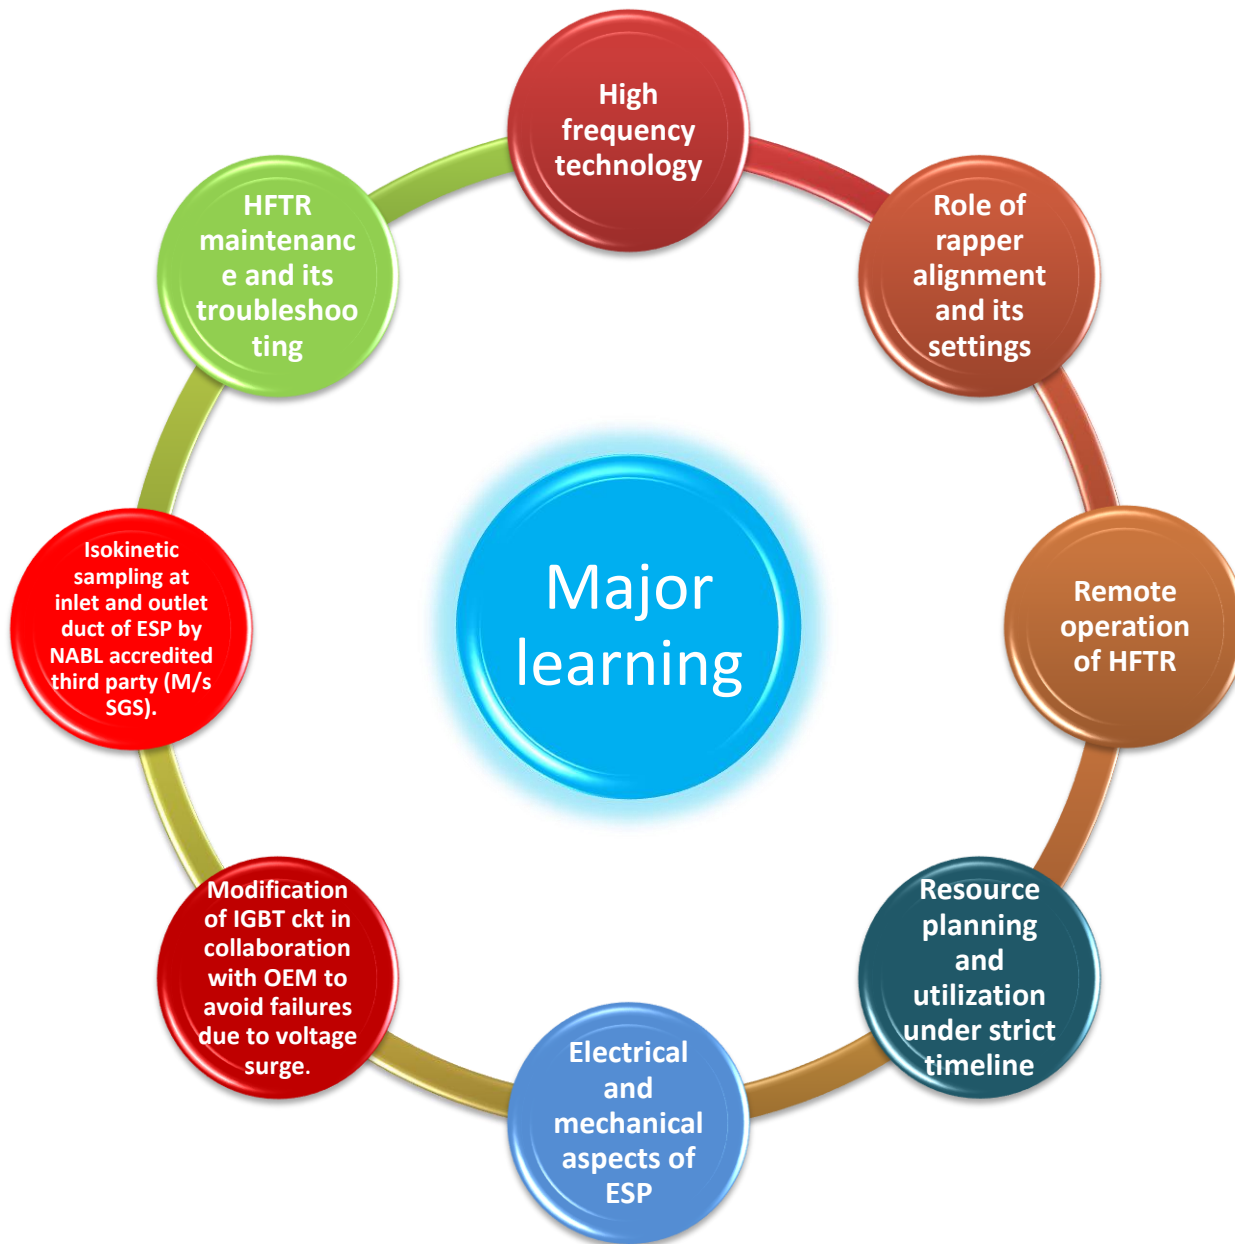 High
frequency
technology
Role of
rapper
alignment
and its
settings
Remote
operation
of HFTR
Resource
planning
and
utilization
under strict
timeline
Electrical
and
mechanical
aspects of
ESP
Modification
of IGBT ckt in
collaboration
with OEM to
avoid failures
due to voltage
surge.
Isokinetic
sampling at
inlet and outlet
duct of ESP by
NABL accredited
third party (M/s
SGS).
HFTR
maintenanc
e and its
troubleshoo
ting
Major
learning